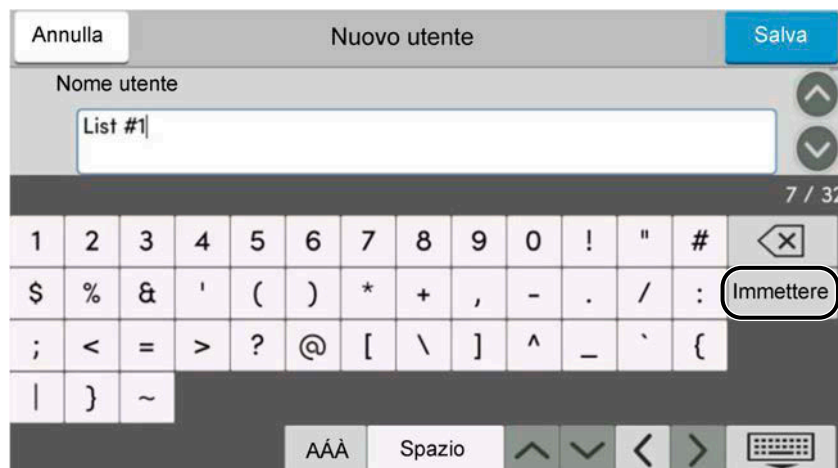 Annulla Nuovo utente Salva
Nome utente
List #1
7 / 32
1 2 3 4 5 6 7 8 9 0 ! " #
$ % & ' ( ) * + , - . / : Immettere
; < = > ? @ [ \ ] ^ _ ` {
| } ~
AÁÀ Spazio